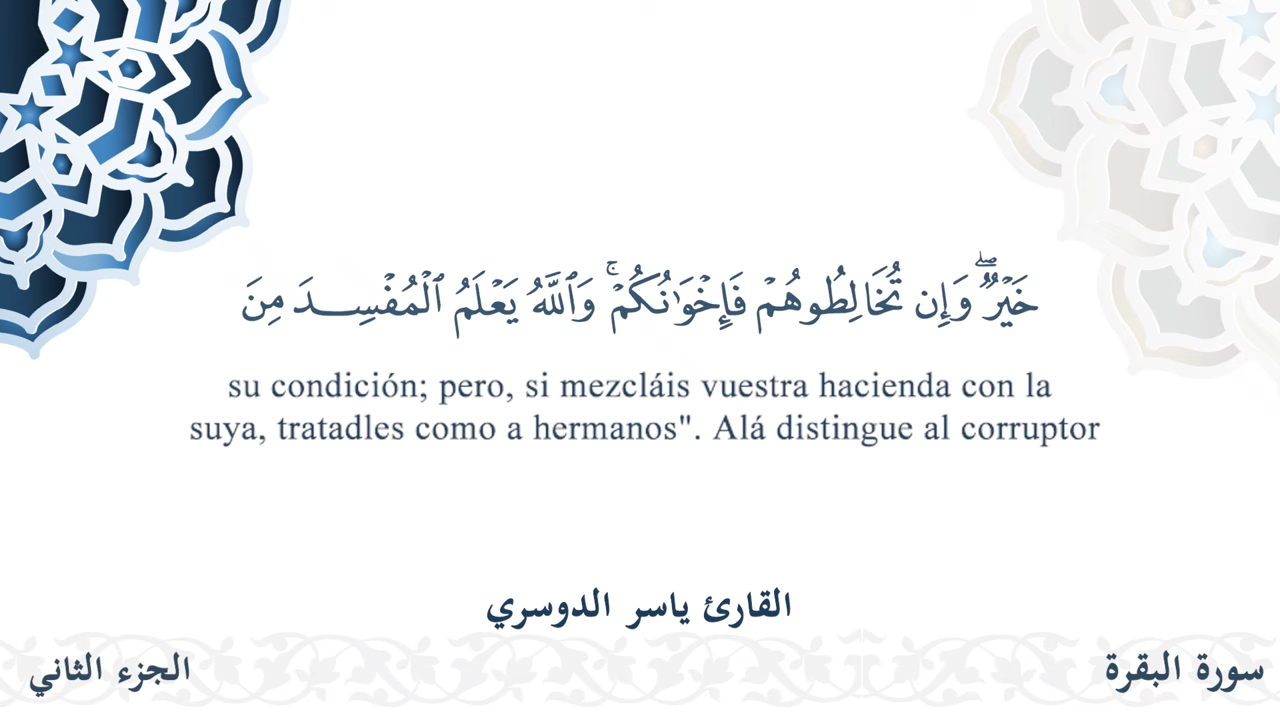 خَيْرٌۖ وَإِن تُخَالِطُوهُمْ فَإِخْوَٰنُكُمْۚ وَٱللَّهُ يَعْلَمُ ٱلْمُفْسِدَ مِنَ
su condición; pero, si mezcláis vuestra hacienda con la
suya, tratadles como a hermanos". Alá distingue al corruptor
القارئ ياسر الدوسري
سورة البقرة
الجزء الثاني